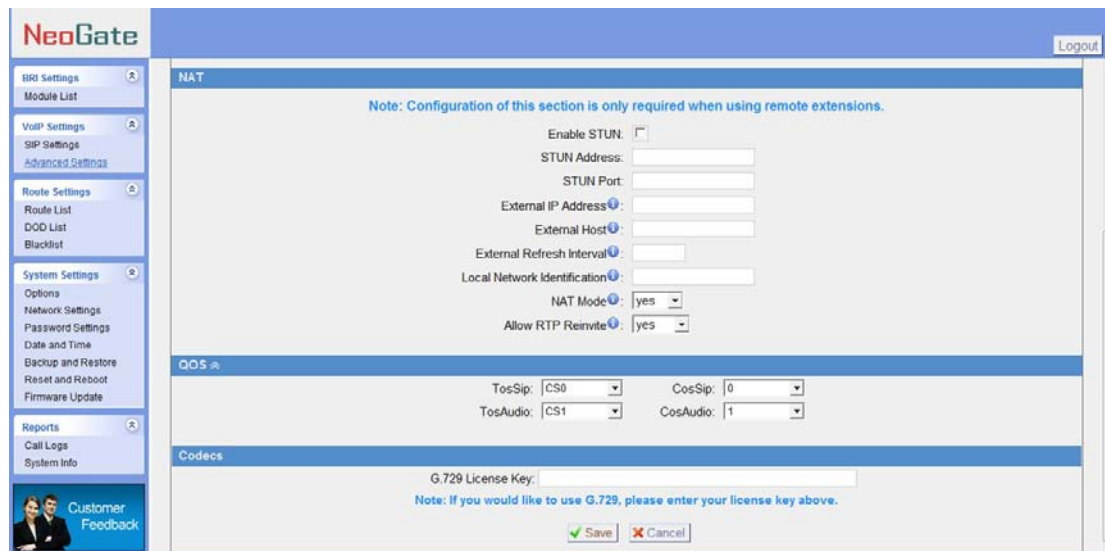 NeoGate
Logout
BRI Settings
Module List
VoIP Settings
SIP Settings
Advanced Settings
Route Settings
Route List
DOD List
Blacklist
System Settings
Options
Network Settings
Password Settings
Date and Time
Backup and Restore
Reset and Reboot
Firmware Update
Reports
Call Logs
System Info
Customer
Feedback
NAT
Note: Configuration of this section is only required when using remote extensions.
Enable STUN:
STUN Address:
STUN Port:
External IP Address:
External Host:
External Refresh Interval:
Local Network Identification:
NAT Mode: yes
Allow RTP Reinvite: yes
QOS
TosSip: CS0 CosSip: 0
TosAudio: CS1 CosAudio: 1
Codecs
G.729 License Key:
Note: If you would like to use G.729, please enter your license key above.
Save Cancel